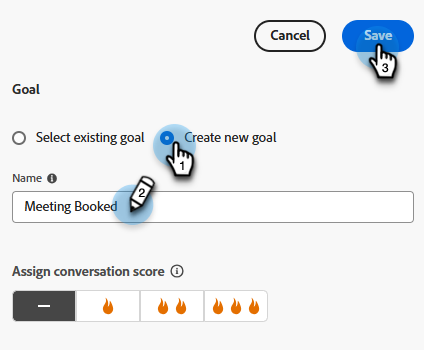 Cancel Save
3
Goal
Select existing goal Create new goal
1
Name
2
Meeting Booked
Assign conversation score